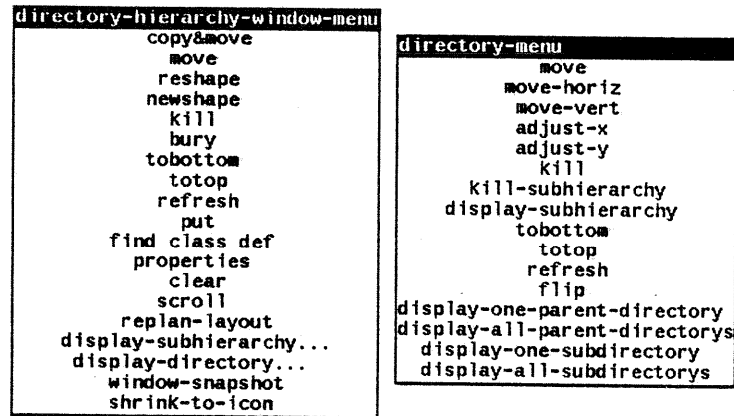 directory-hierarchy-window-menu
copy&move
move
reshape
newshape
kill
bury
tobottom
totop
refresh
put
find class def
properties
clear
scroll
replan-layout
display-subhierarchy...
display-directory...
window-snapshot
shrink-to-icon
directory-menu
move
move-horiz
move-vert
adjust-x
adjust-y
kill
kill-subhierarchy
display-subhierarchy
tobottom
totop
refresh
flip
display-one-parent-directory
display-all-parent-directorys
display-one-subdirectory
display-all-subdirectorys